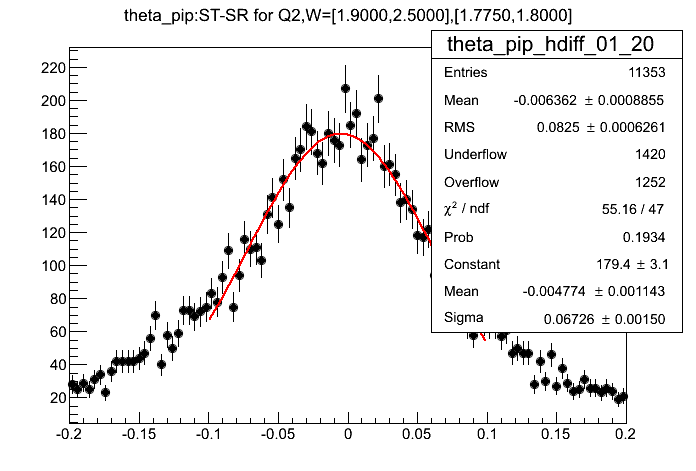 theta_pip:ST-SR for Q2,W=[1.9000,2.5000],[1.7750,1.8000]
theta_pip_hdiff_01_20
Entries 11353
Mean -0.006362 ± 0.0008855
RMS 0.0825 ± 0.0006261
Underflow 1420
Overflow 1252
χ² / ndf 55.16 / 47
Prob 0.1934
Constant 179.4 ± 3.1
Mean -0.004774 ± 0.001143
Sigma 0.06726 ± 0.00150
220
200
180
160
140
120
100
80
60
40
20
-0.2 -0.15 -0.1 -0.05 0 0.05 0.1 0.15 0.2